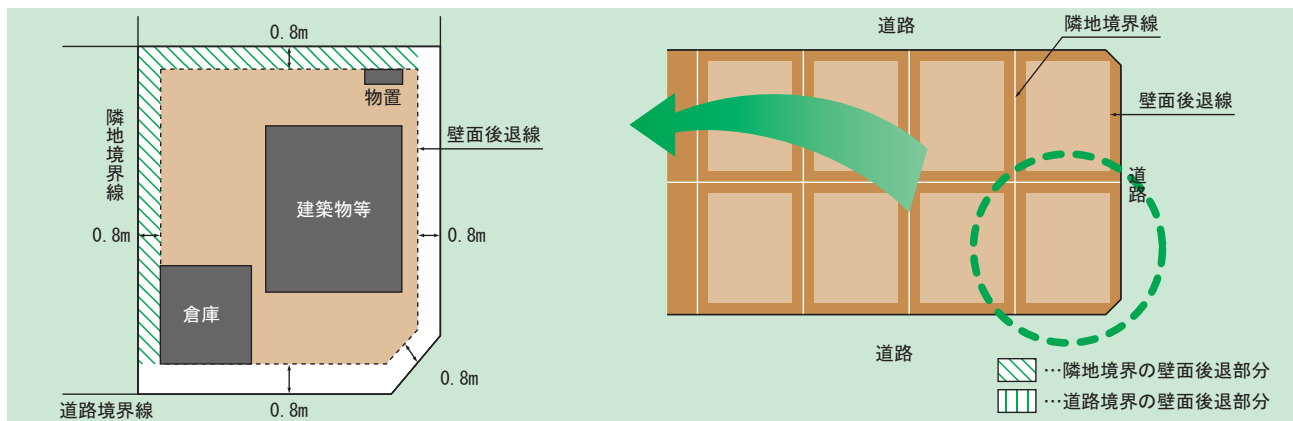 0.8m
隣地境界線
物置
壁面後退線
建築物等
0.8m
0.8m
倉庫
0.8m
道路境界線
0.8m
道路
隣地境界線
壁面後退線
道路
道路
…隣地境界の壁面後退部分
…道路境界の壁面後退部分